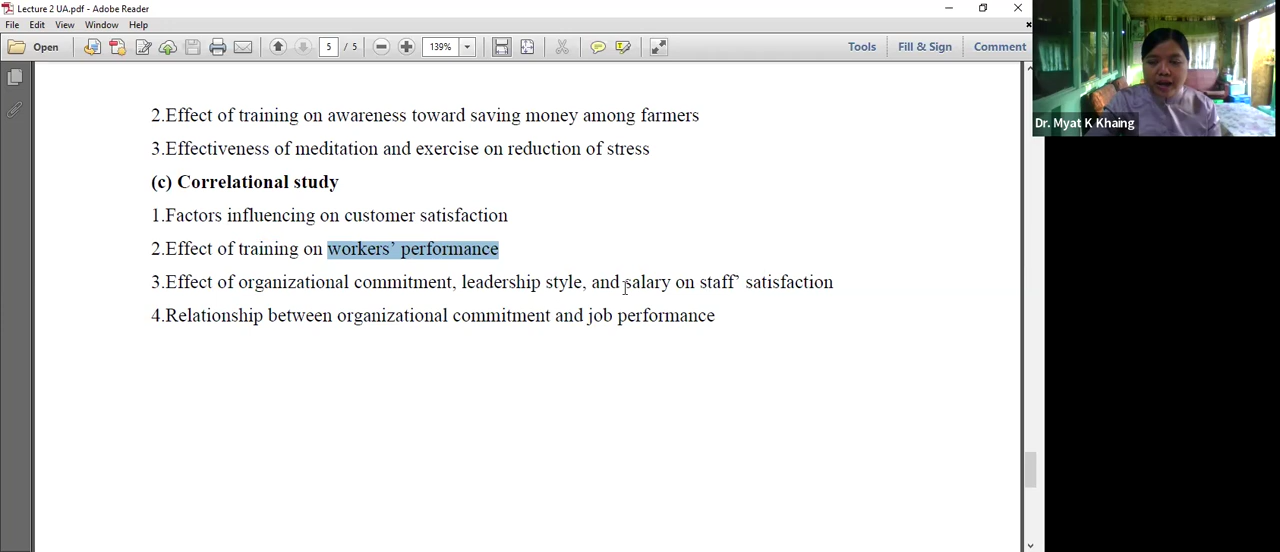 Lecture 2 UA.pdf - Adobe Reader
File Edit View Window Help
Open 5 / 5 139% Tools Fill & Sign Comment
Dr. Myat K Khaing
2.Effect of training on awareness toward saving money among farmers
3.Effectiveness of meditation and exercise on reduction of stress
(c) Correlational study
1.Factors influencing on customer satisfaction
2.Effect of training on workers’ performance
3.Effect of organizational commitment, leadership style, and salary on staff’ satisfaction
4.Relationship between organizational commitment and job performance